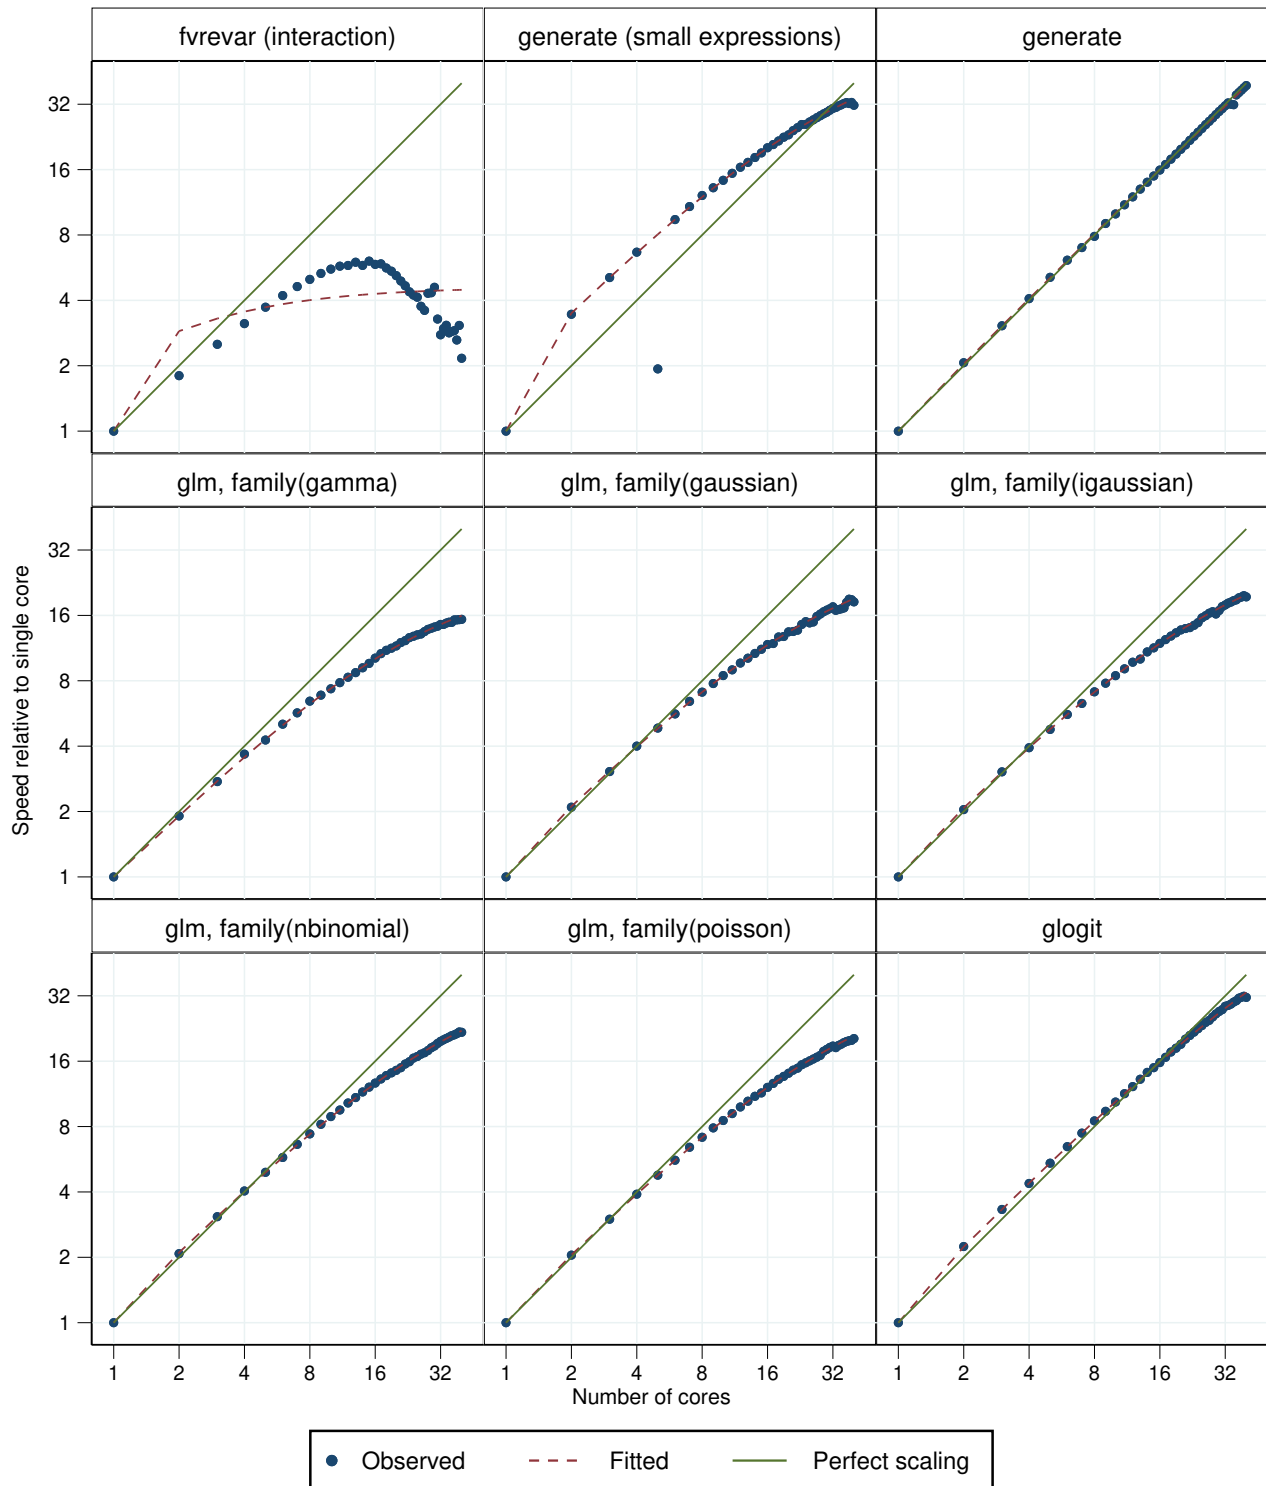 fvrevar (interaction)
generate (small expressions)
generate
32
16
8
4
2
1
glm, family(gamma)
glm, family(gaussian)
glm, family(igaussian)
32
16
8
4
2
1
Speed relative to single core
glm, family(nbinomial)
glm, family(poisson)
glogit
32
16
8
4
2
1
1 2 4 8 16 32
1 2 4 8 16 32
1 2 4 8 16 32
Number of cores
Observed
Fitted
Perfect scaling